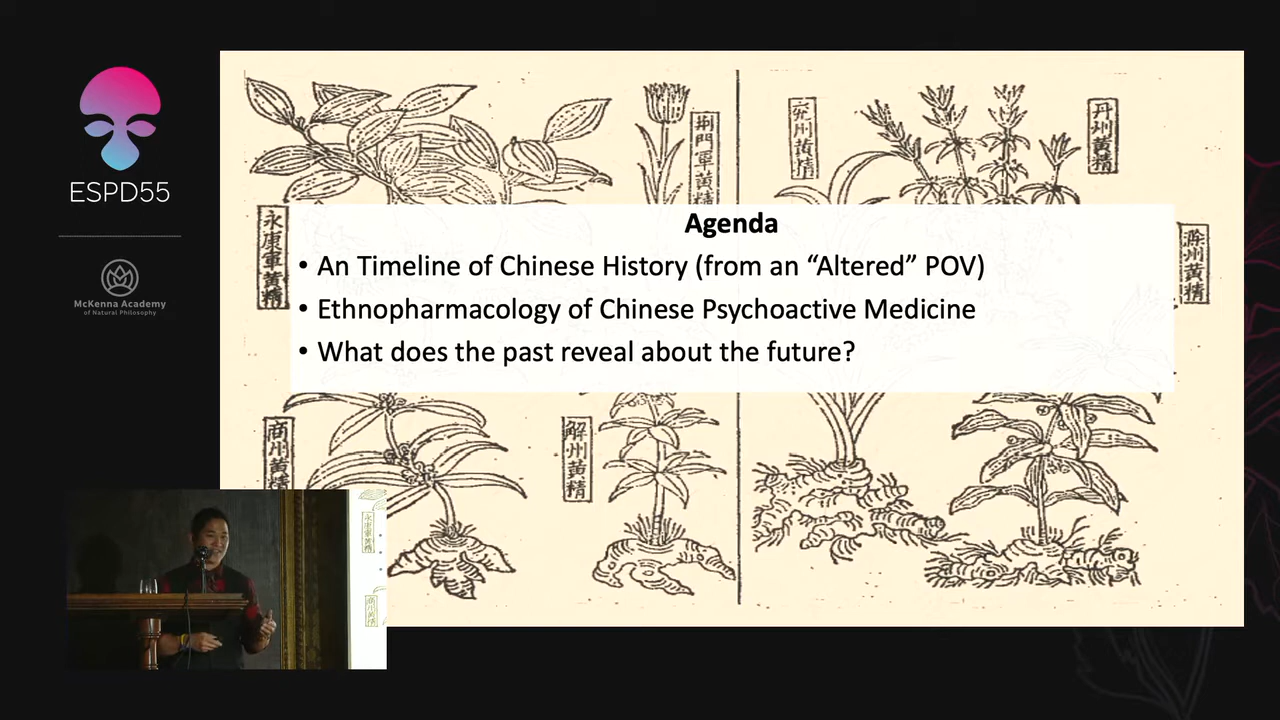 ESPD55
McKenna Academy
of Natural Philosophy
荆門軍黃精
兖州黃精
丹州黃精
永康軍黃精
滁州黃精
Agenda
• An Timeline of Chinese History (from an “Altered” POV)
• Ethnopharmacology of Chinese Psychoactive Medicine
• What does the past reveal about the future?
商州黃精
解州黃精